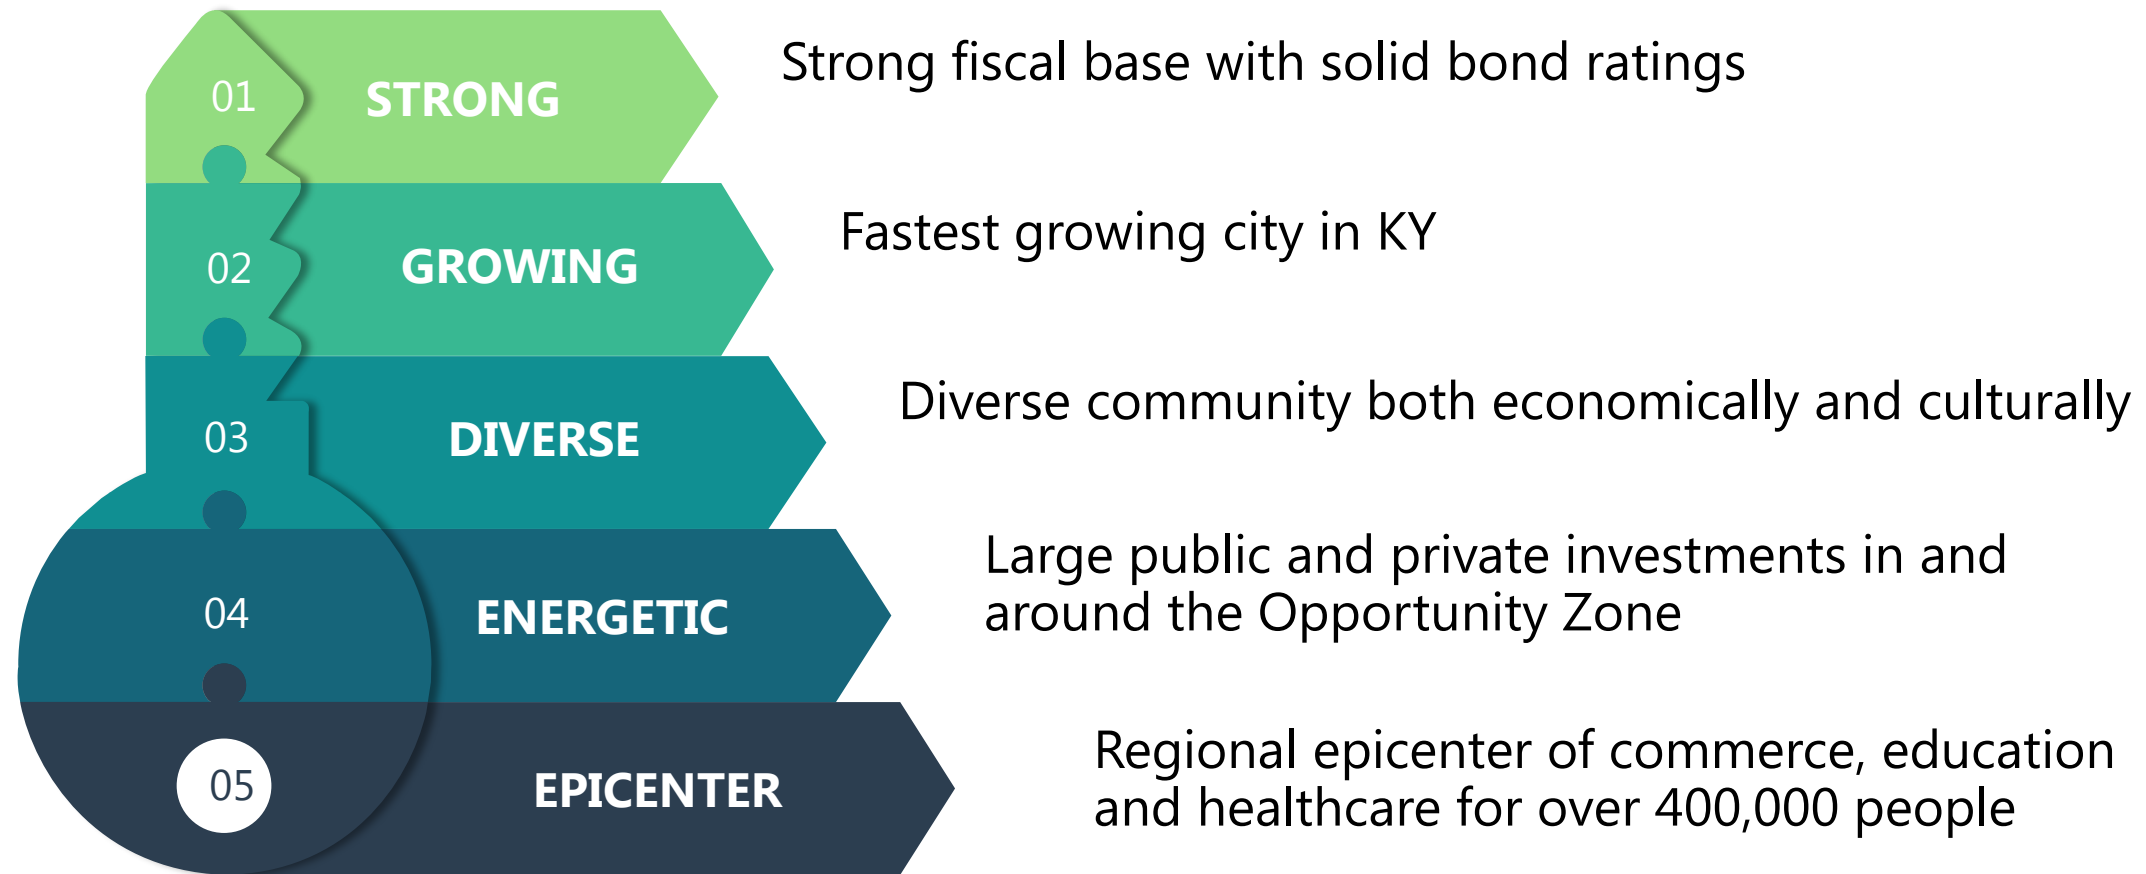 01
STRONG
Strong fiscal base with solid bond ratings
02
GROWING
Fastest growing city in KY
03
DIVERSE
Diverse community both economically and culturally
04
ENERGETIC
Large public and private investments in and
around the Opportunity Zone
05
EPICENTER
Regional epicenter of commerce, education
and healthcare for over 400,000 people